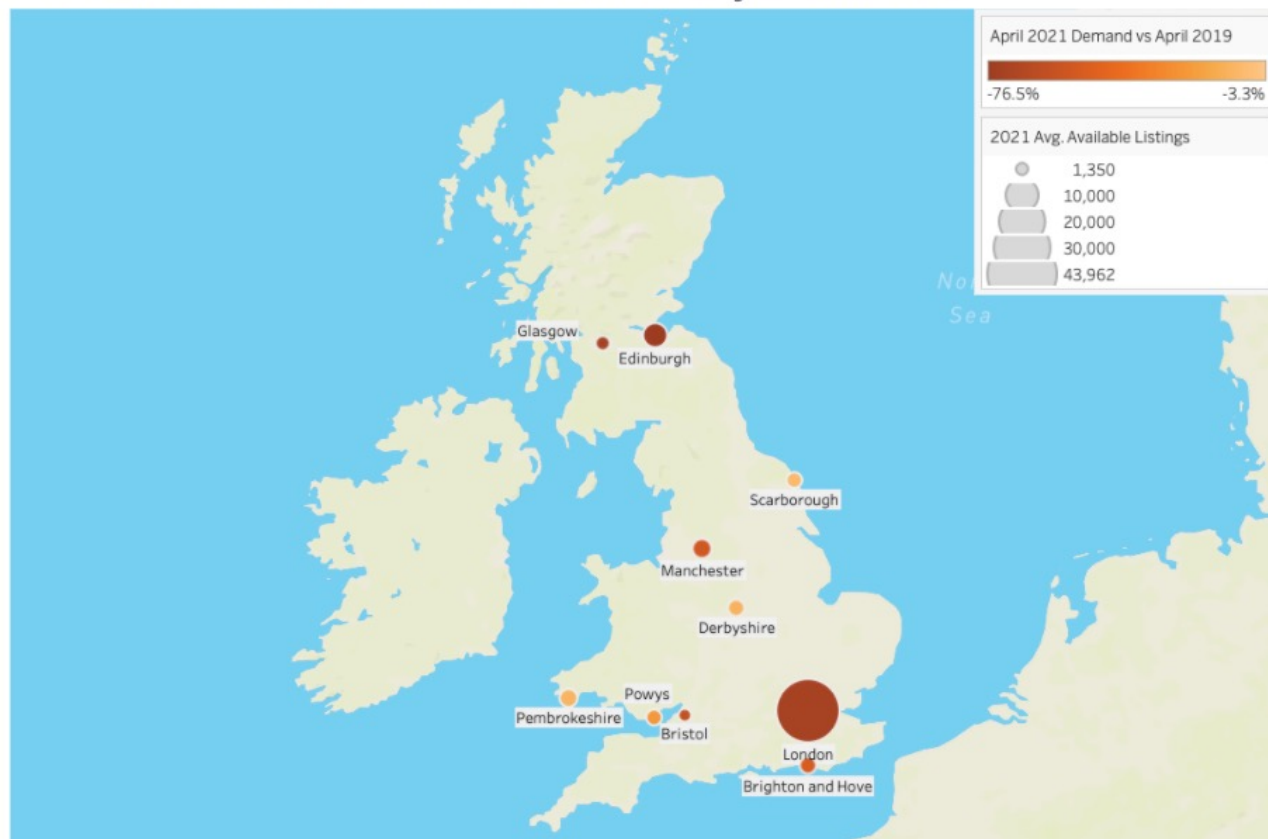 April 2021 Demand vs April 2019
-76.5% -3.3%
2021 Avg. Available Listings
1,350
10,000
20,000
30,000
43,962
Sea
Glasgow
Edinburgh
Scarborough
Manchester
Derbyshire
Powys
Pembrokeshire
Bristol
London
Brighton and Hove